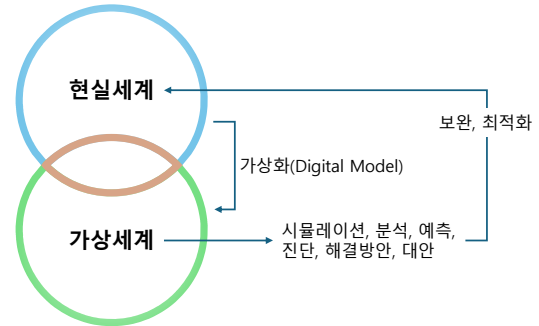 현실세계
보완, 최적화
가상화(Digital Model)
가상세계
시뮬레이션, 분석, 예측,
진단, 해결방안, 대안